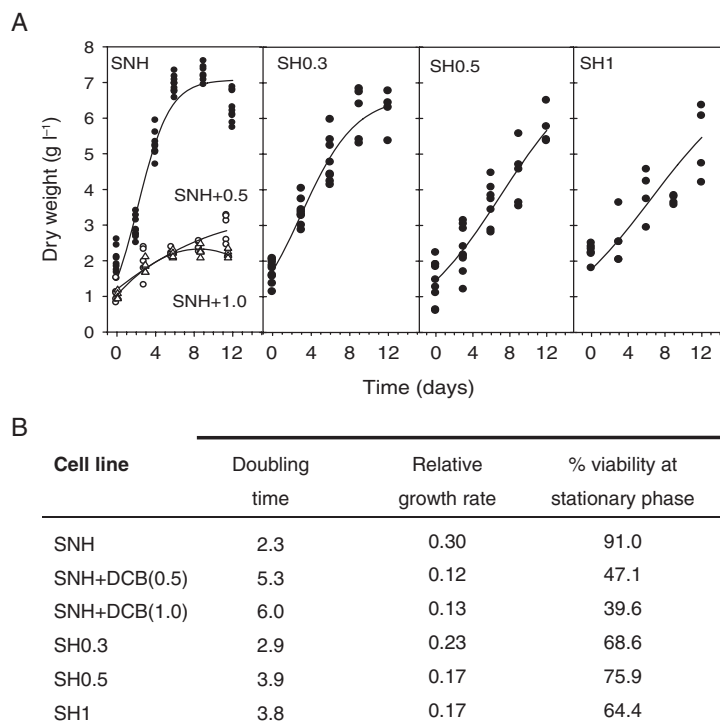 A
SNH SH0.3 SH0.5 SH1
SNH+0.5
SNH+1.0
Dry weight (g l⁻¹)
8
7
6
5
4
3
2
1
0
0 4 8 12 0 4 8 12 0 4 8 12 0 4 8 12
Time (days)
B
Cell line Doubling time Relative growth rate % viability at stationary phase
SNH 2.3 0.30 91.0
SNH+DCB(0.5) 5.3 0.12 47.1
SNH+DCB(1.0) 6.0 0.13 39.6
SH0.3 2.9 0.23 68.6
SH0.5 3.9 0.17 75.9
SH1 3.8 0.17 64.4